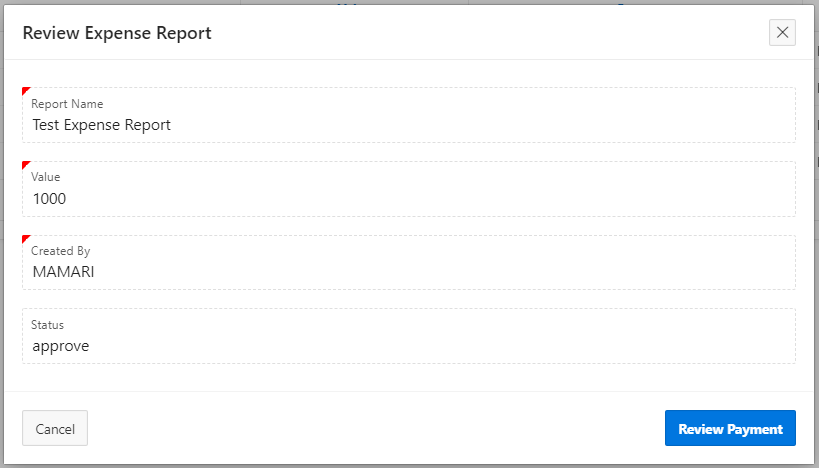 Review Expense Report
Report Name
Test Expense Report
Value
1000
Created By
MAMARI
Status
approve
Cancel
Review Payment